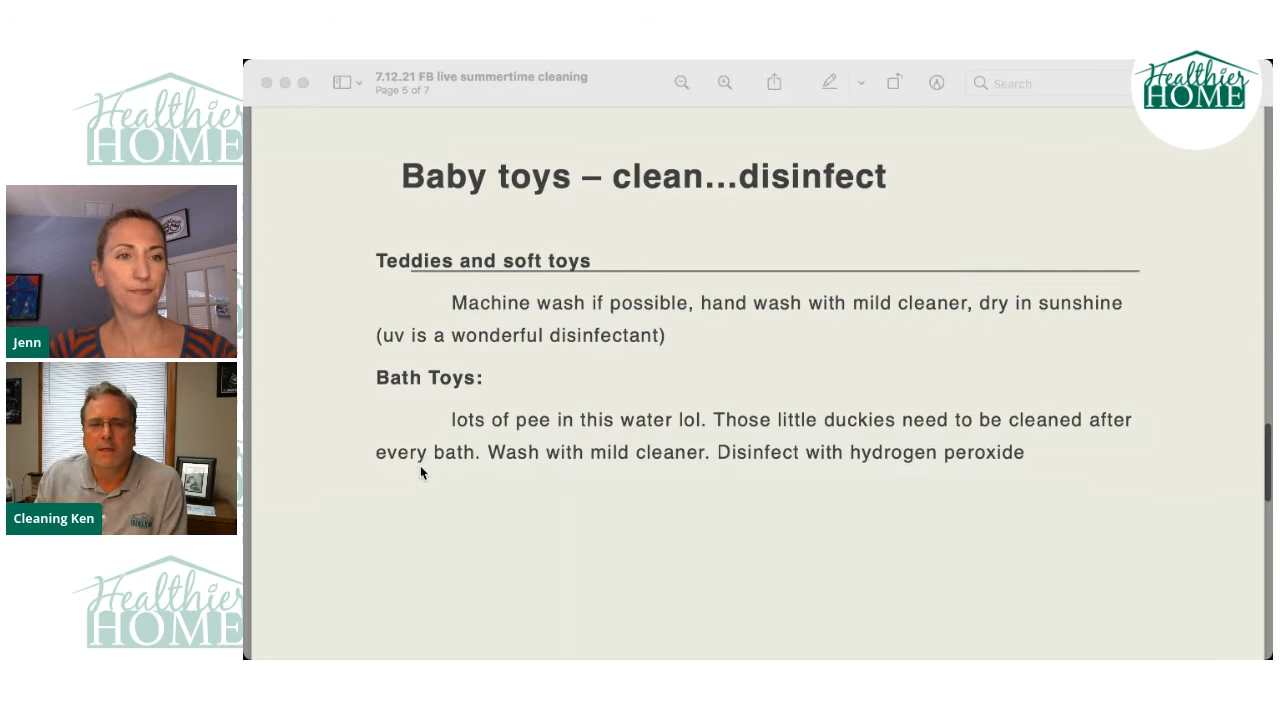 Healthier
HOME
7.12.21 FB live summertime cleaning
Page 5 of 7
Search
Healthier
HOME
Baby toys – clean...disinfect
Teddies and soft toys
Machine wash if possible, hand wash with mild cleaner, dry in sunshine
(uv is a wonderful disinfectant)
Bath Toys:
lots of pee in this water lol. Those little duckies need to be cleaned after
every bath. Wash with mild cleaner. Disinfect with hydrogen peroxide
Jenn
Cleaning Ken
Healthier
HOME